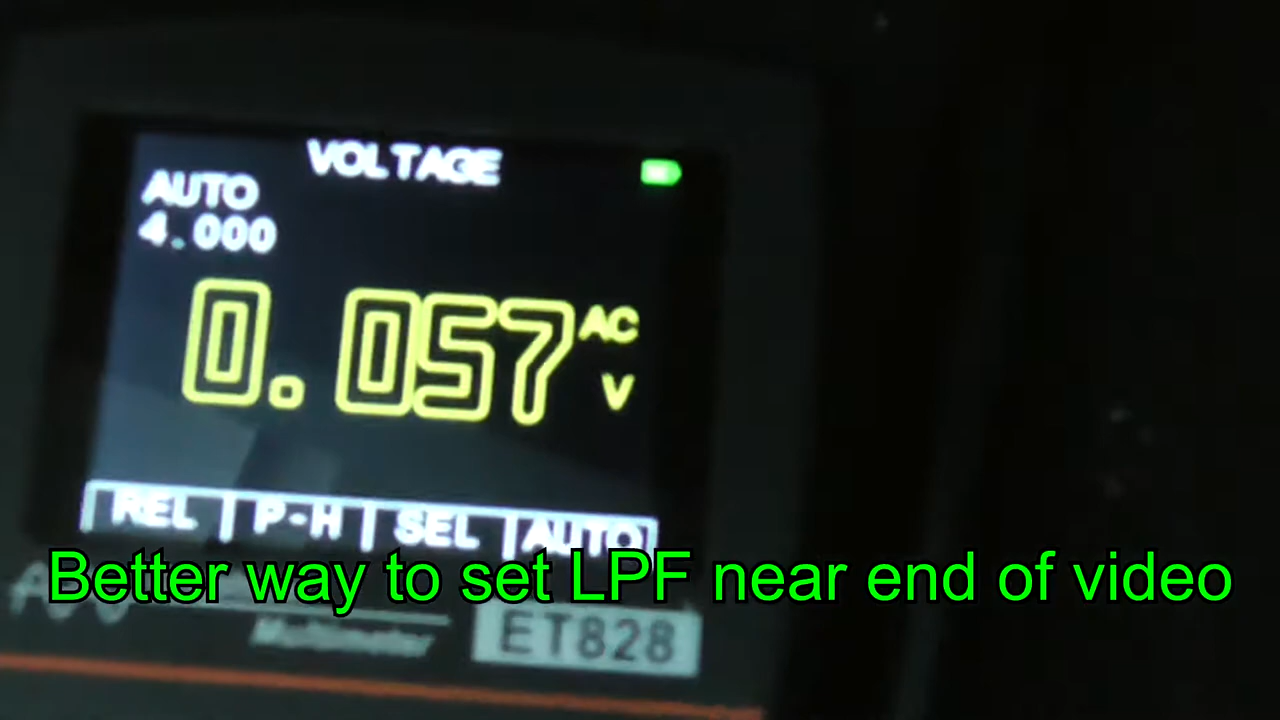 VOLTAGE
AUTO
4.000
0.057 AC
V
REL P-H SEL AUTO
Better way to set LPF near end of video
Multimeter
ET828